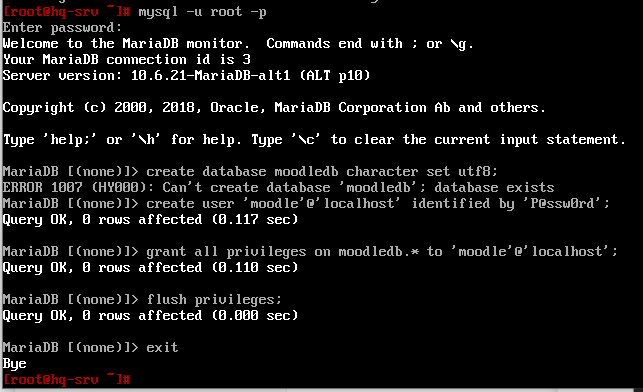 [root@hq-srv ~]# mysql -u root -p
Enter password:
Welcome to the MariaDB monitor.  Commands end with ; or \g.
Your MariaDB connection id is 3
Server version: 10.6.21-MariaDB-alt1 (ALT p10)
Copyright (c) 2000, 2018, Oracle, MariaDB Corporation Ab and others.
Type 'help;' or '\h' for help. Type '\c' to clear the current input statement.
MariaDB [(none)]> create database moodledb character set utf8;
ERROR 1007 (HY000): Can't create database 'moodledb'; database exists
MariaDB [(none)]> create user 'moodle'@'localhost' identified by 'P@ssw0rd';
Query OK, 0 rows affected (0.117 sec)
MariaDB [(none)]> grant all privileges on moodledb.* to 'moodle'@'localhost';
Query OK, 0 rows affected (0.110 sec)
MariaDB [(none)]> flush privileges;
Query OK, 0 rows affected (0.000 sec)
MariaDB [(none)]> exit
Bye
[root@hq-srv ~]#